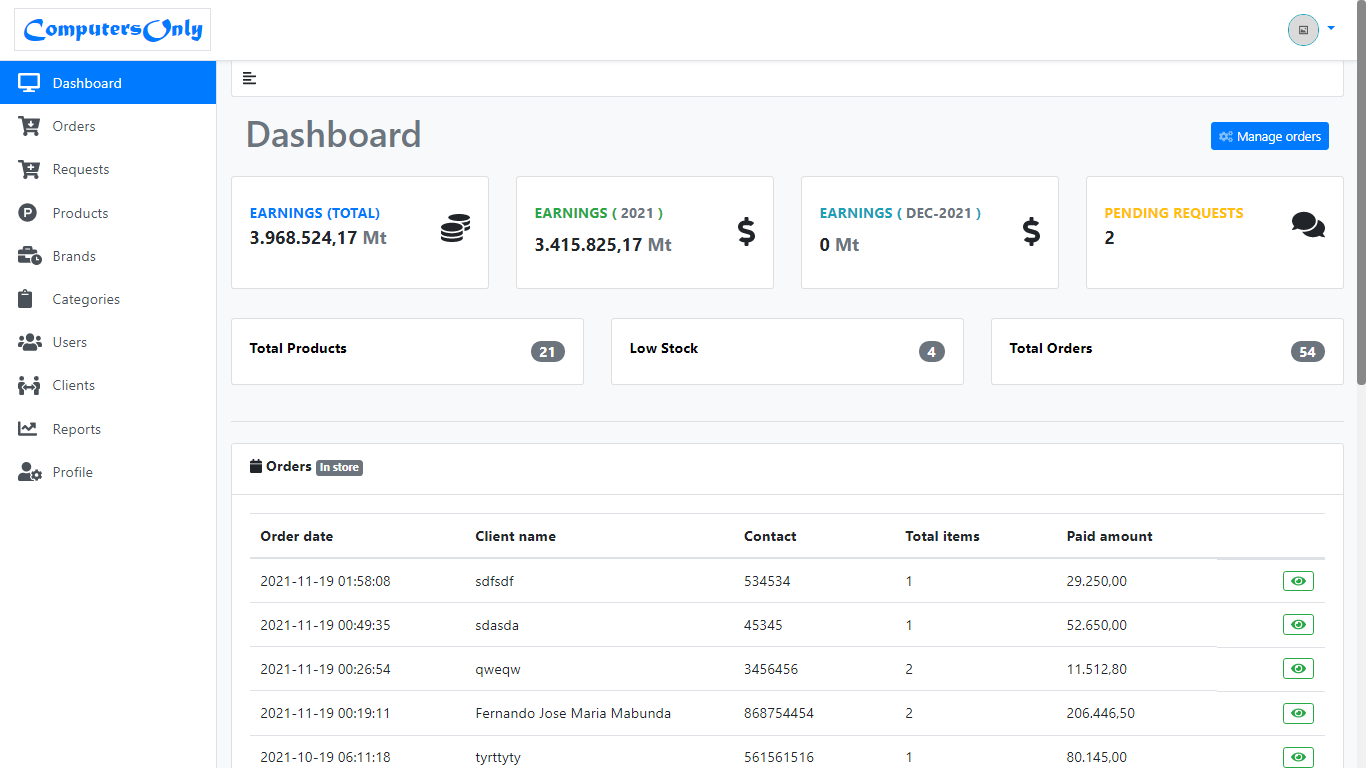 ComputersOnly
Dashboard
Orders
Requests
Products
Brands
Categories
Users
Clients
Reports
Profile
Dashboard
Manage orders
EARNINGS (TOTAL)
3.968.524,17 Mt
EARNINGS ( 2021 )
3.415.825,17 Mt
EARNINGS ( DEC-2021 )
0 Mt
PENDING REQUESTS
2
Total Products 21
Low Stock 4
Total Orders 54
Orders In store
Order date Client name Contact Total items Paid amount
2021-11-19 01:58:08 sdfsdf 534534 1 29.250,00
2021-11-19 00:49:35 sdasda 45345 1 52.650,00
2021-11-19 00:26:54 qweqw 3456456 2 11.512,80
2021-11-19 00:19:11 Fernando Jose Maria Mabunda 868754454 2 206.446,50
2021-10-19 06:11:18 tyrttyty 561561516 1 80.145,00